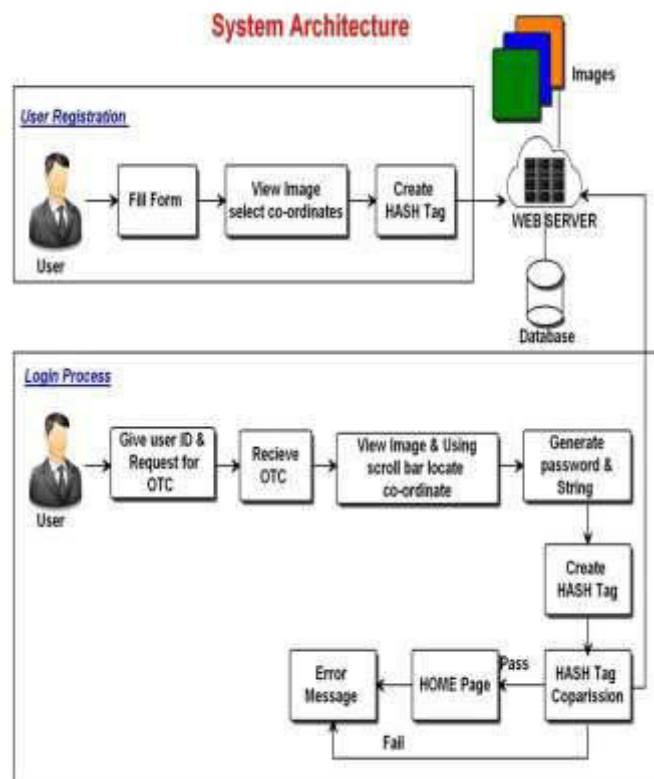 System Architecture
Images
User Registration
Fill Form
View Image
select co-ordinates
Create
HASH Tag
WEB SERVER
User
Database
Login Process
Give user ID &
Request for
OTC
Recieve
OTC
View Image & Using
scroll bar locate
co-ordinate
Generate
password &
String
User
Create
HASH Tag
Error
Message
HOME Page
Pass
HASH Tag
Coparission
Fail